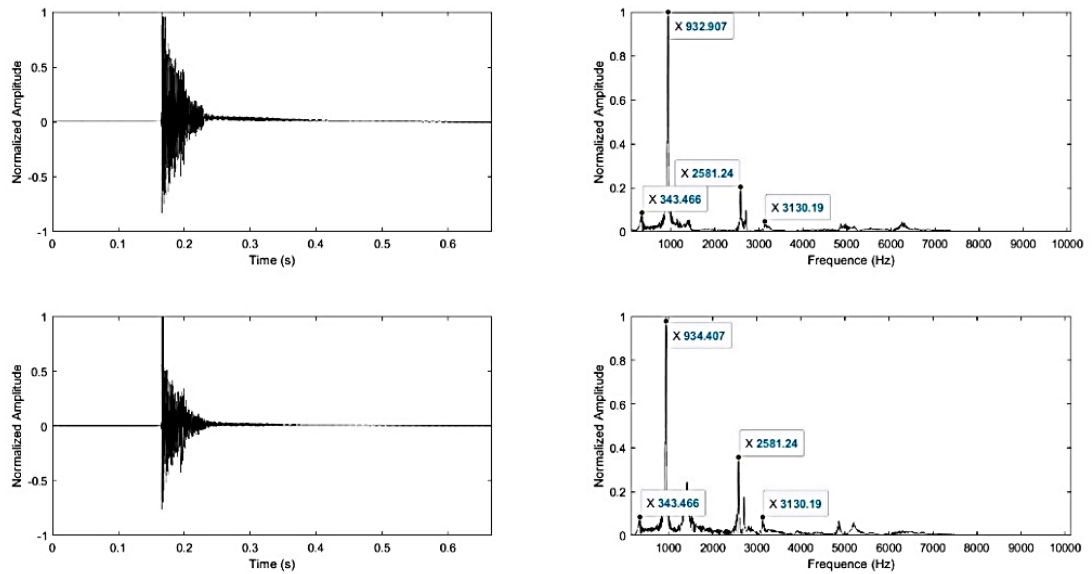 1
0.5
0
-0.5
-1
Normalized Amplitude
0 0.1 0.2 0.3 0.4 0.5 0.6
Time (s)
1
0.8
0.6
0.4
0.2
0
Normalized Amplitude
X 932.907
X 2581.24
X 343.466
X 3130.19
1000 2000 3000 4000 5000 6000 7000 8000 9000 10000
Frequence (Hz)
1
0.5
0
-0.5
-1
Normalized Amplitude
0 0.1 0.2 0.3 0.4 0.5 0.6
Time (s)
1
0.8
0.6
0.4
0.2
0
Normalized Amplitude
X 934.407
X 2581.24
X 343.466
X 3130.19
1000 2000 3000 4000 5000 6000 7000 8000 9000 10000
Frequence (Hz)